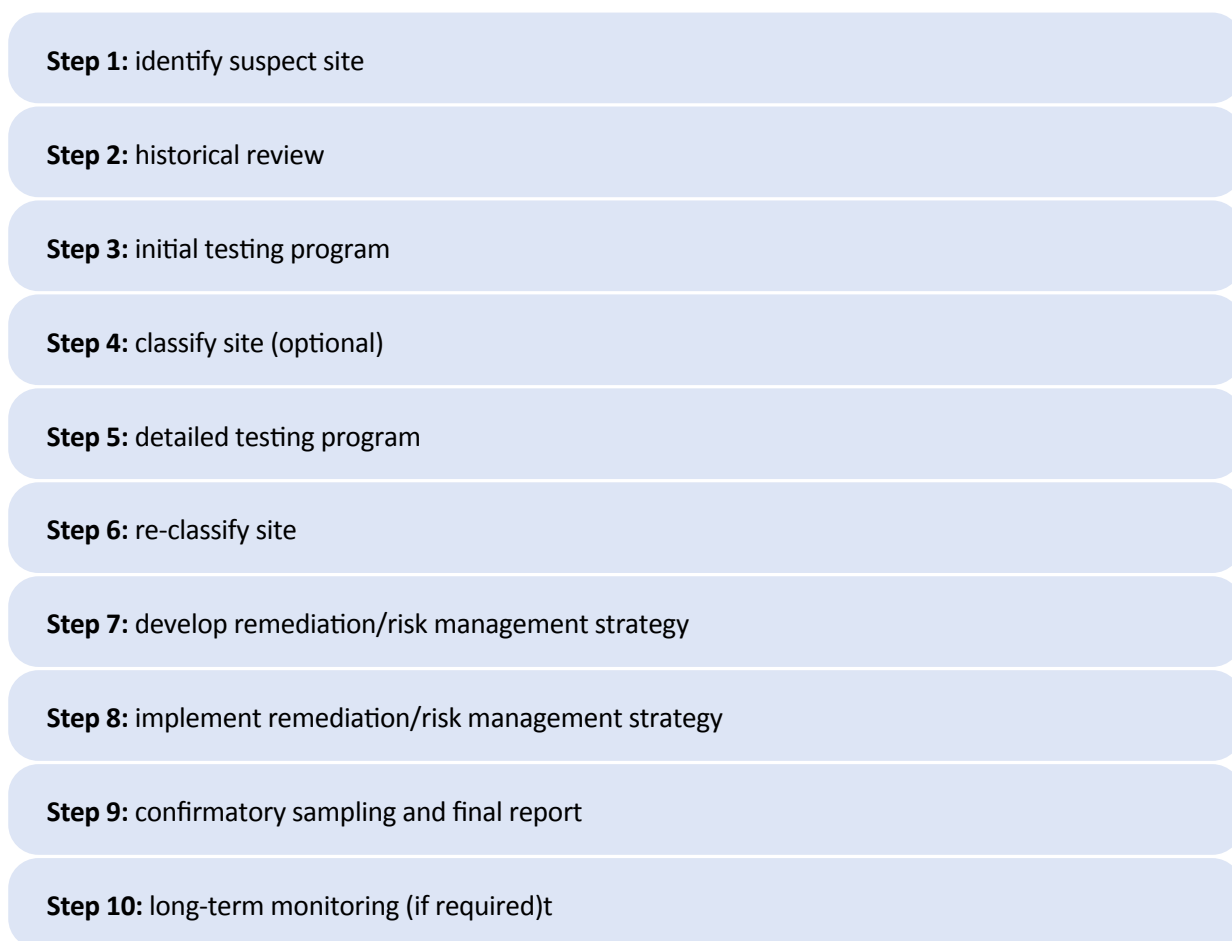 Step 1: identify suspect site
Step 2: historical review
Step 3: initial testing program
Step 4: classify site (optional)
Step 5: detailed testing program
Step 6: re-classify site
Step 7: develop remediation/risk management strategy
Step 8: implement remediation/risk management strategy
Step 9: confirmatory sampling and final report
Step 10: long-term monitoring (if required)t